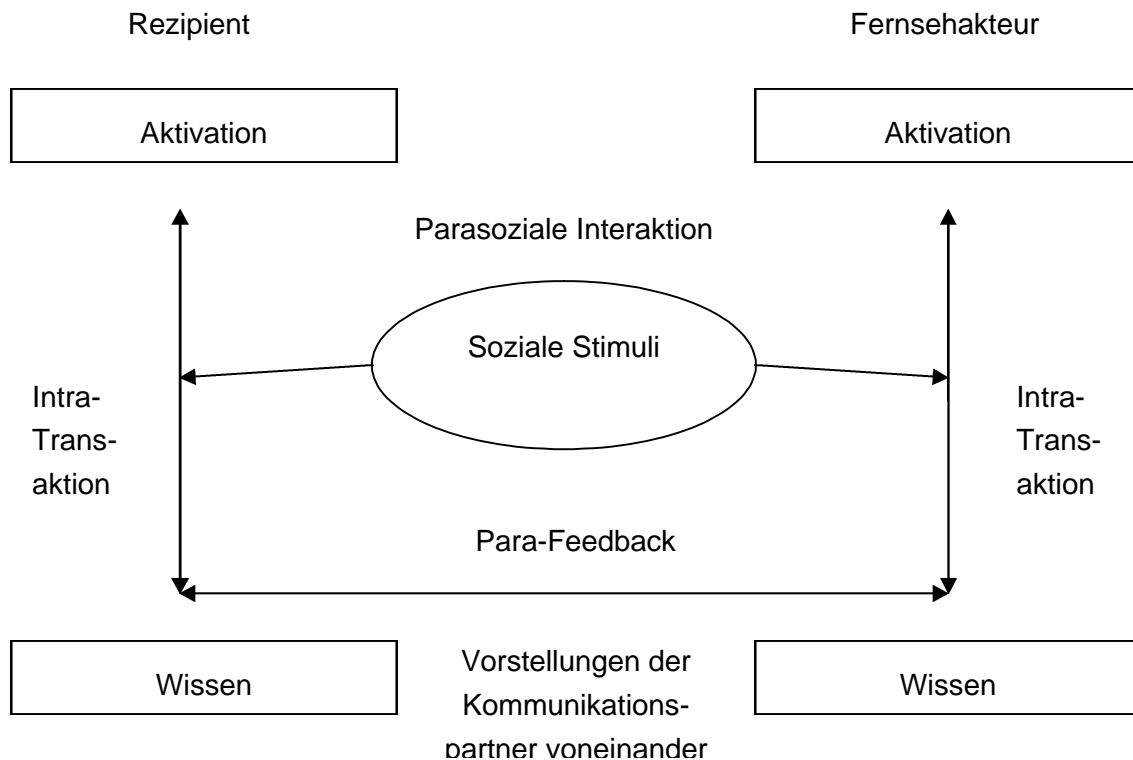 Rezipient
Fernsehakteur
Aktivation
Aktivation
Parasoziale Interaktion
Soziale Stimuli
Intra-
Trans-
aktion
Intra-
Trans-
aktion
Para-Feedback
Wissen
Vorstellungen der
Kommunikations-
partner voneinander
Wissen